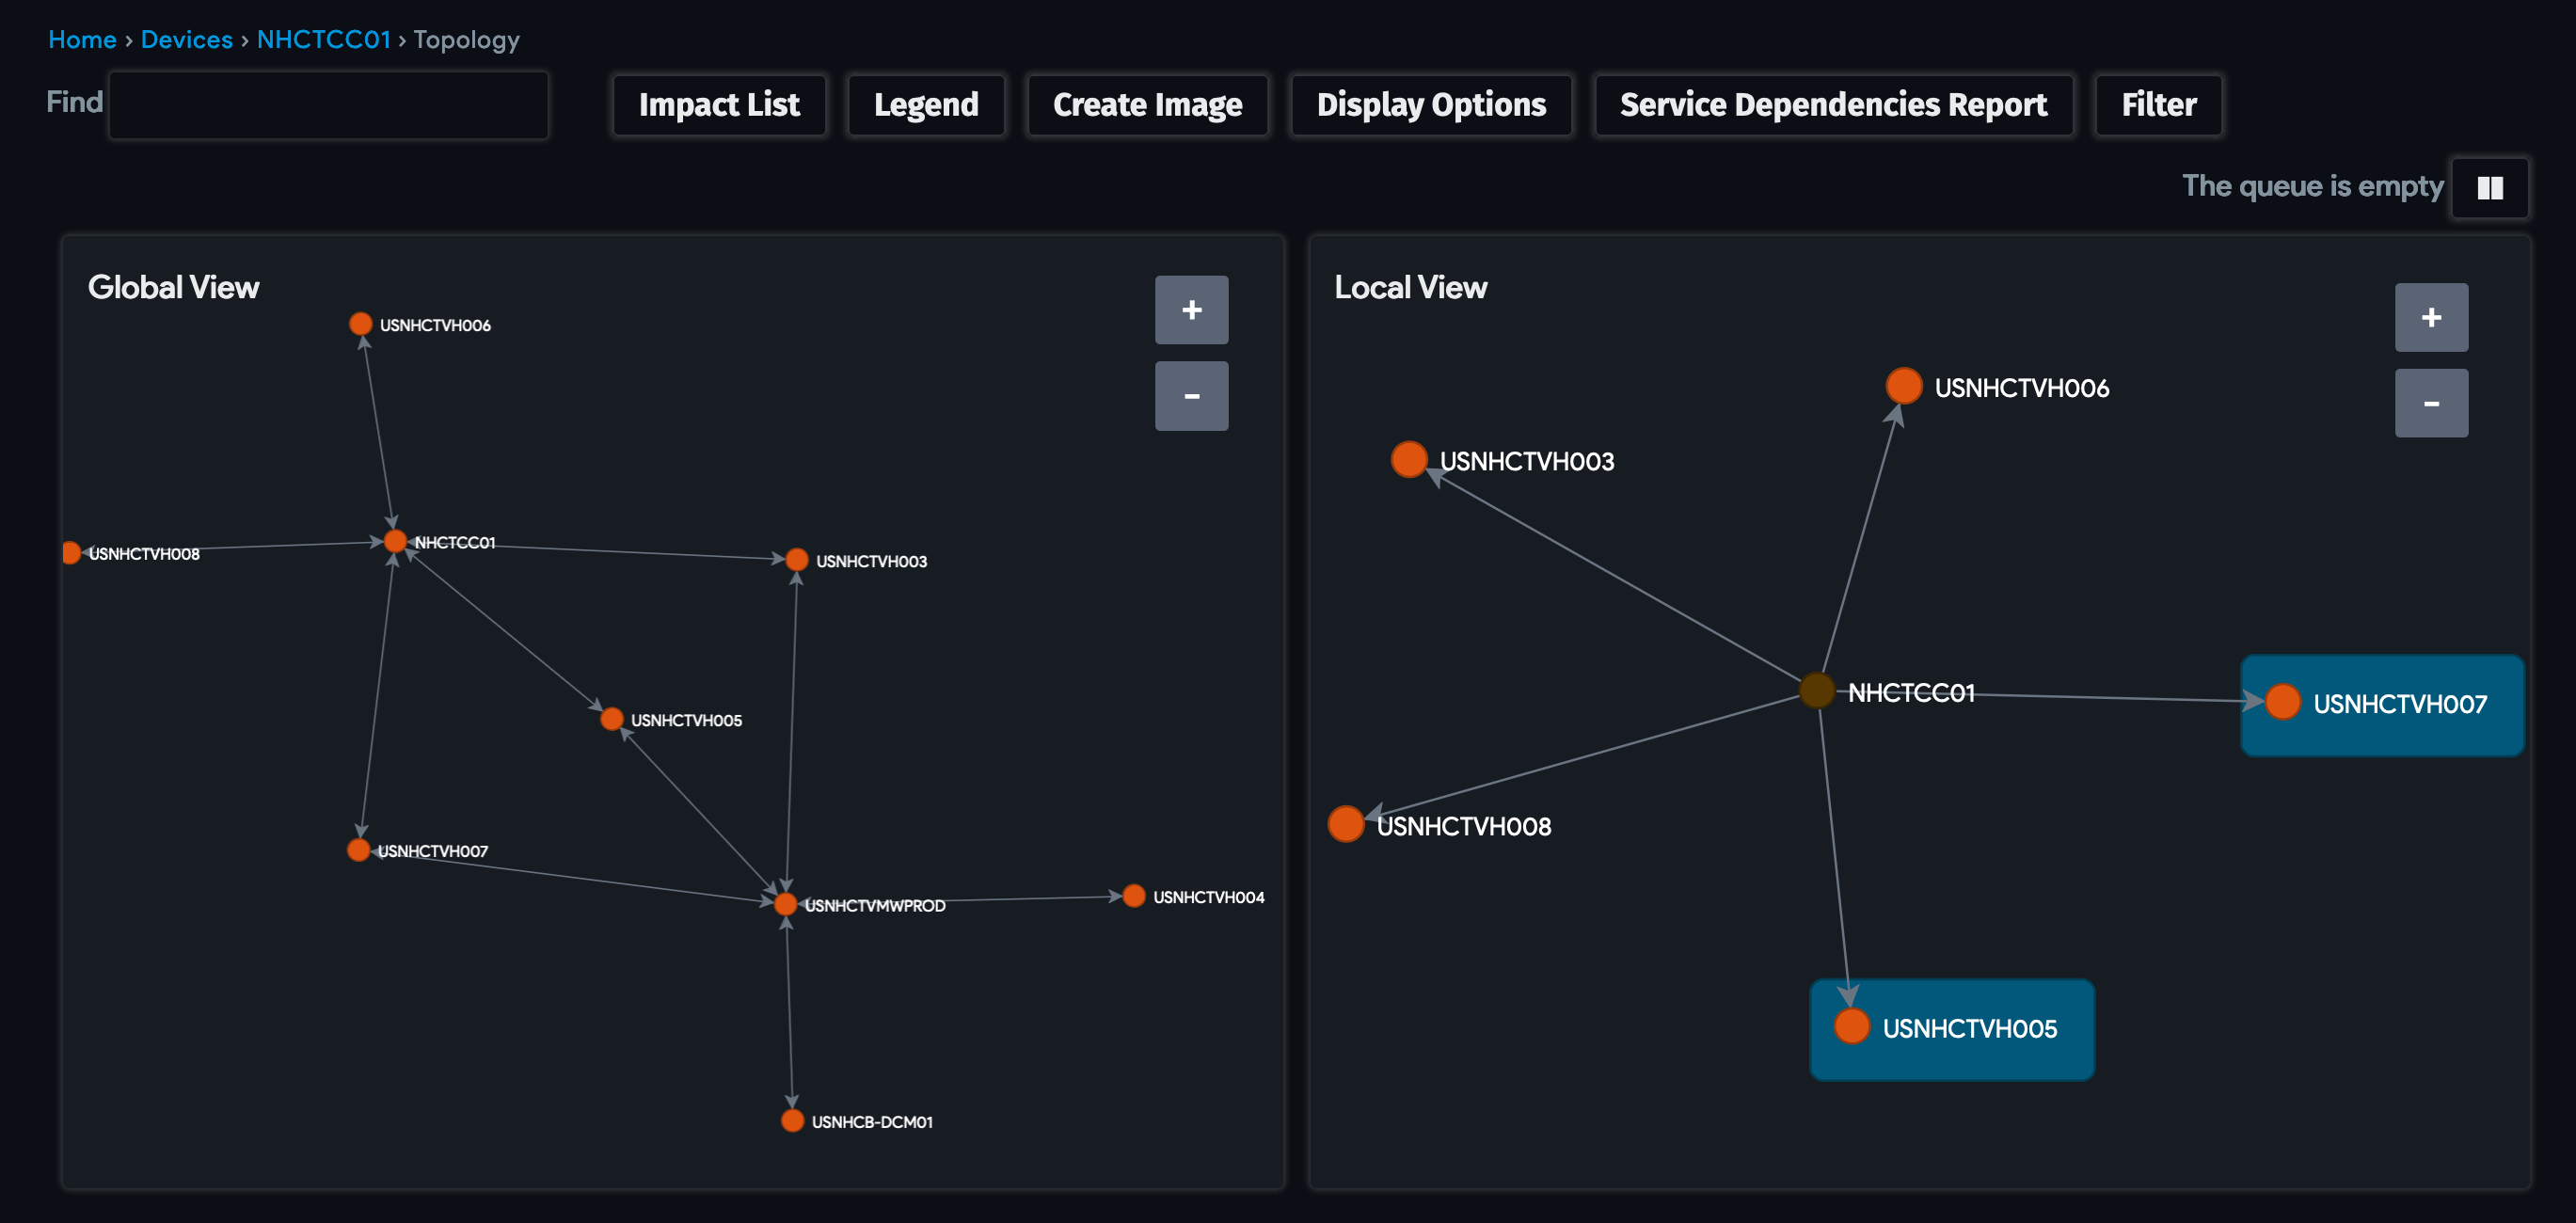 Home › Devices › NHCTCC01 › Topology
Find
Impact List
Legend
Create Image
Display Options
Service Dependencies Report
Filter
The queue is empty
Global View
+
-
USNHCTVH006
USNHCTVH008
NHCTCC01
USNHCTVH003
USNHCTVH005
USNHCTVH007
USNHCTVMWPROD
USNHCTVH004
USNHCB-DCM01
Local View
+
-
USNHCTVH006
USNHCTVH003
NHCTCC01
USNHCTVH007
USNHCTVH008
USNHCTVH005